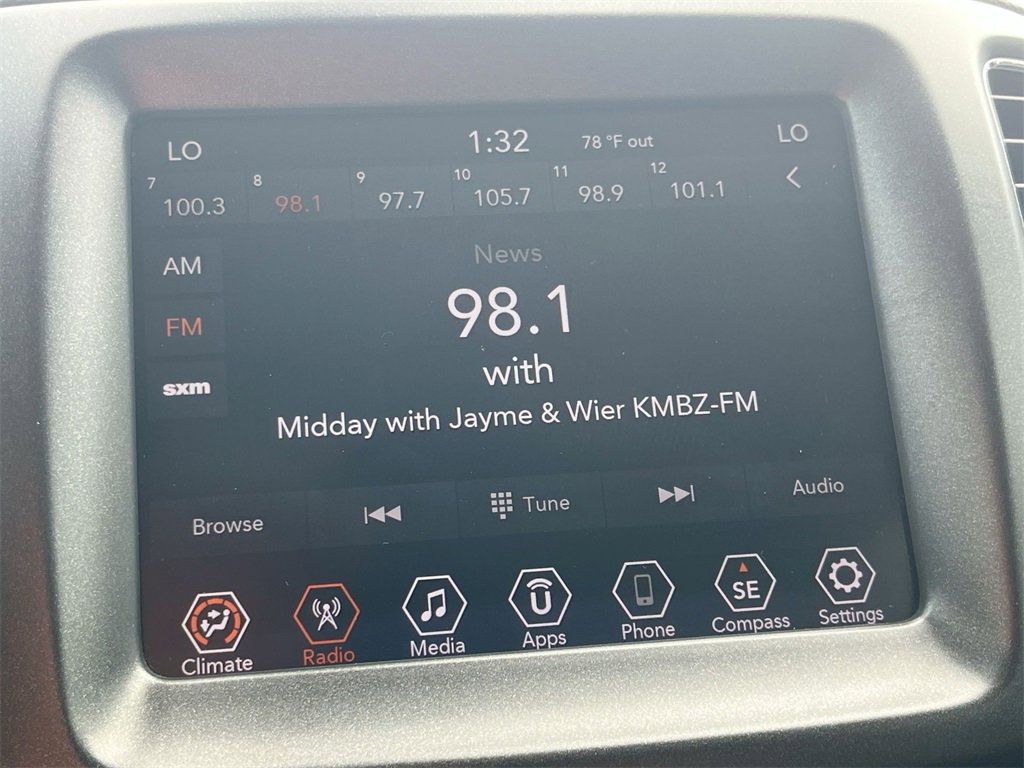 LO 1:32 78 °F out LO
7 100.3 8 98.1 9 97.7 10 105.7 11 98.9 12 101.1
AM
News
98.1
FM
with
sxm
Midday with Jayme & Wier KMBZ-FM
Browse Tune Audio
SE
Climate Radio Media Apps Phone Compass Settings